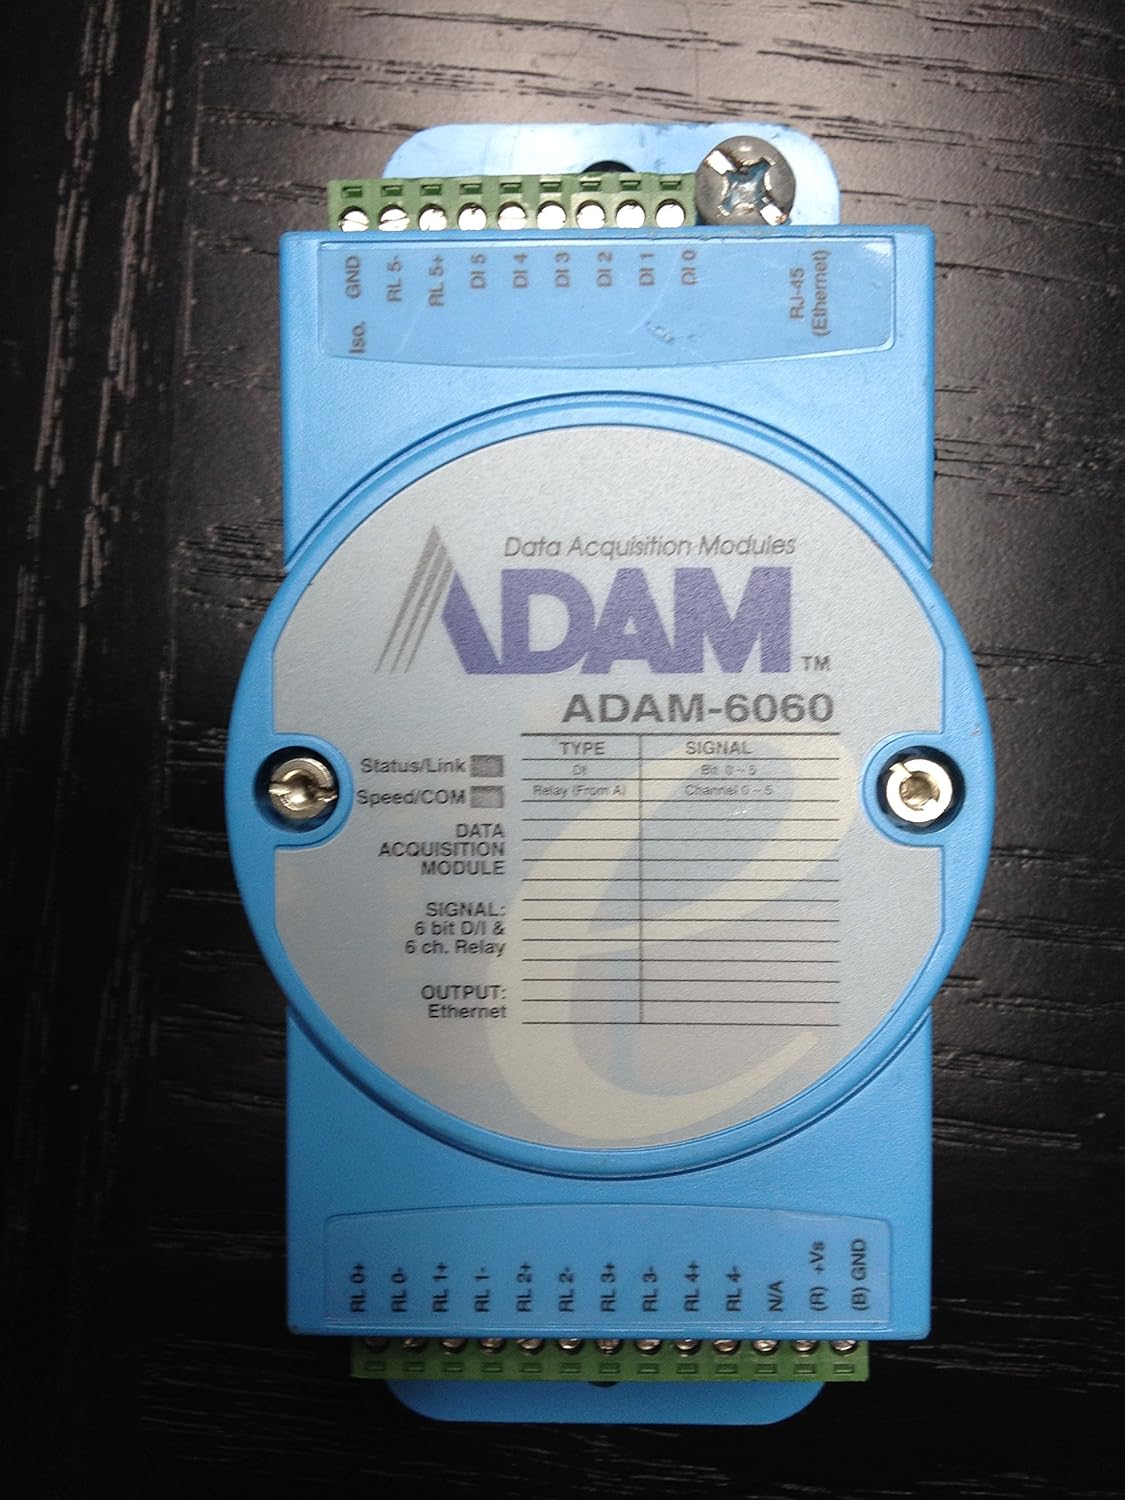 Iso. GND
RL 5-
RL 5+
DI 5
DI 4
DI 3
DI 2
DI 1
DI 0
RJ-45
(Ethernet)
Data Acquisition Modules
ADAM TM
ADAM-6060
TYPE SIGNAL
DI Bit 0 ~ 5
Relay (From A) Channel 0 ~ 5
Status/Link
Speed/COM
DATA
ACQUISITION
MODULE
SIGNAL:
6 bit D/I &
6 ch. Relay
OUTPUT:
Ethernet
RL 0+
RL 0-
RL 1+
RL 1-
RL 2+
RL 2-
RL 3+
RL 3-
RL 4+
RL 4-
N/A
(R) +Vs
(B) GND